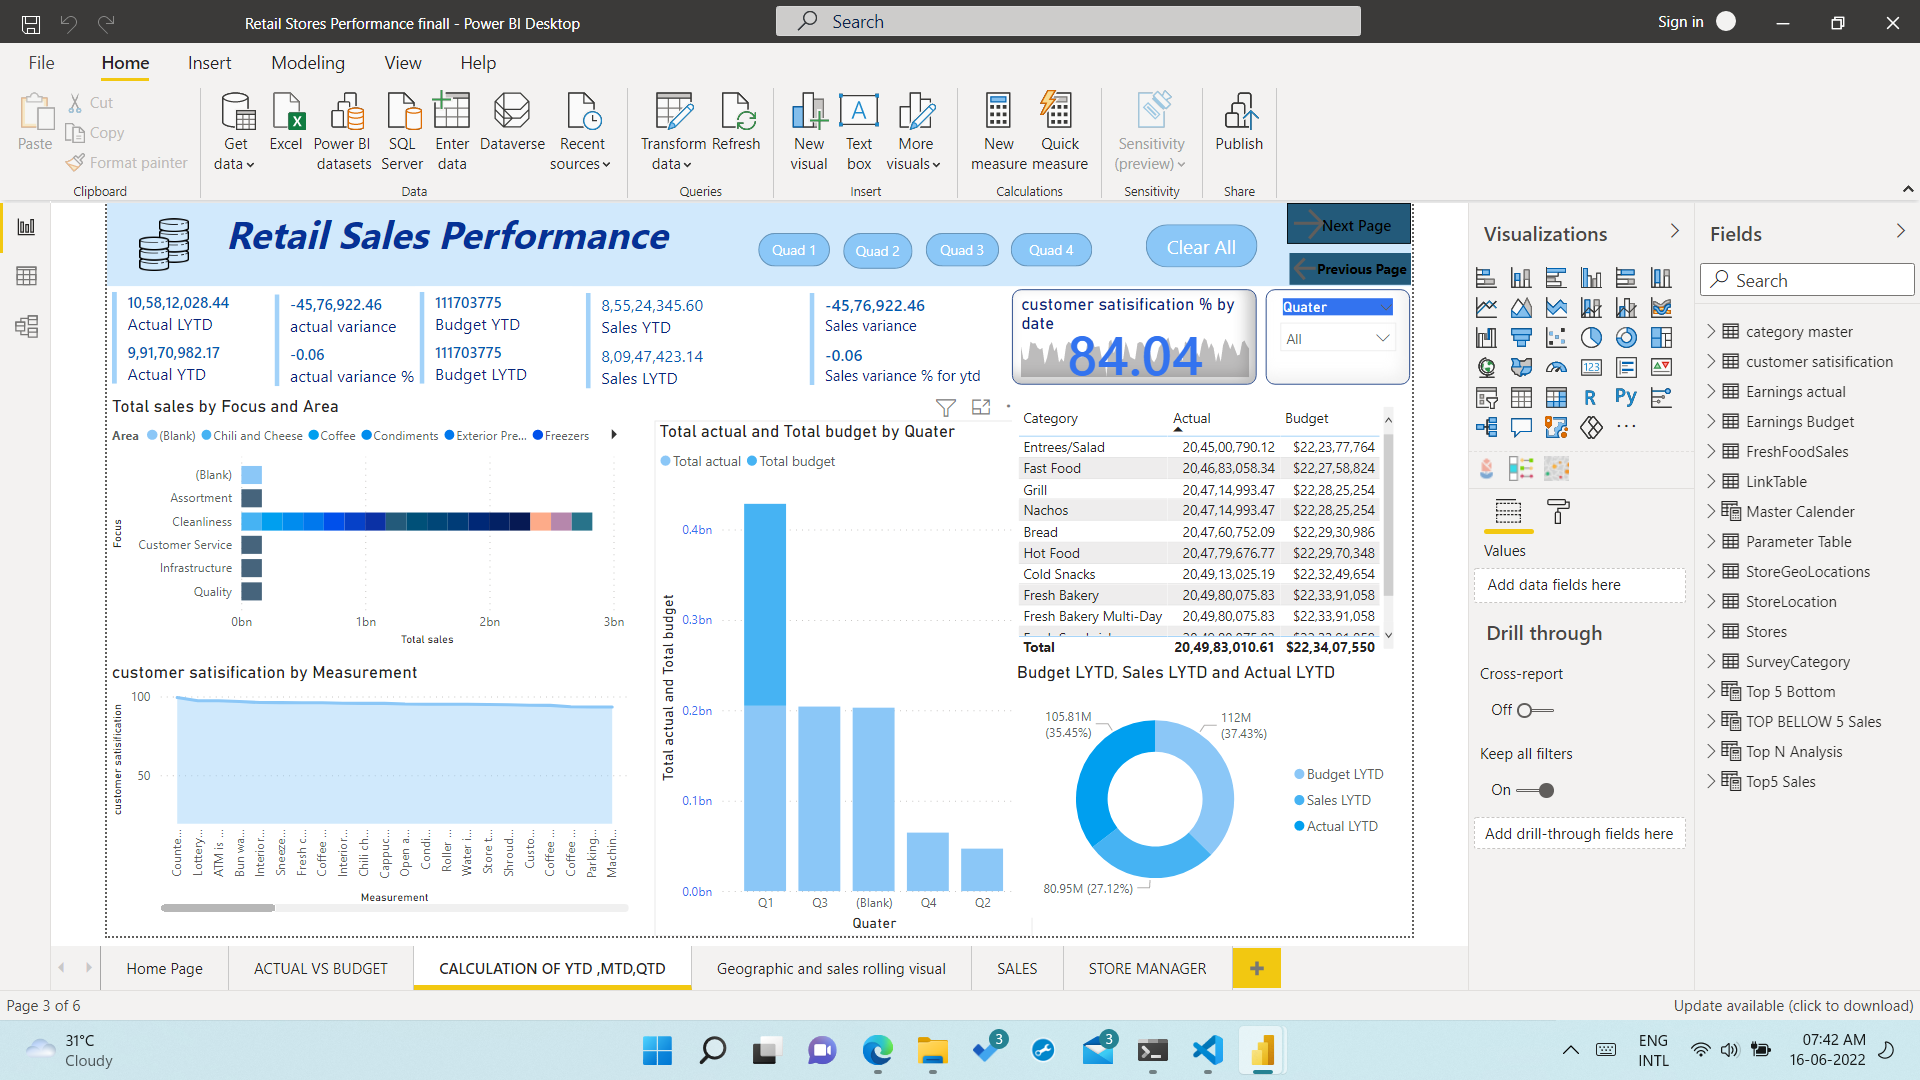 Retail Stores Performance finall - Power BI Desktop
Search
Sign in
File Home Insert Modeling View Help
Paste
Cut
Copy
Format painter
Clipboard
Get data
Excel
Power BI datasets
SQL Server
Enter data
Dataverse
Recent sources
Data
Transform data
Refresh
Queries
New visual
Text box
More visuals
Insert
New measure
Quick measure
Calculations
Sensitivity (preview)
Sensitivity
Publish
Share
Retail Sales Performance
Quad 1
Quad 2
Quad 3
Quad 4
Clear All
Next Page
Previous Page
10,58,12,028.44
Actual LYTD
9,91,70,982.17
Actual YTD
-45,76,922.46
actual variance
-0.06
actual variance %
111703775
Budget YTD
111703775
Budget LYTD
8,55,24,345.60
Sales YTD
8,09,47,423.14
Sales LYTD
-45,76,922.46
Sales variance
-0.06
Sales variance % for ytd
customer satisification % by
date
84.04
Quater
All
Total sales by Focus and Area
Area (Blank) Chili and Cheese Coffee Condiments Exterior Pre... Freezers
Focus
(Blank)
Assortment
Cleanliness
Customer Service
Infrastructure
Quality
0bn 1bn 2bn 3bn
Total sales
customer satisification by Measurement
customer satisification
100
50
Counte...
Lottery...
ATM is ...
Bun wa...
Interior...
Sneeze...
Fresh c...
Coffee ...
Interior...
Chili ch...
Cappuc...
Open a...
Condi...
Roller ...
Water i...
Store t...
Shroud...
Custo...
Coffee ...
Coffee ...
Parking...
Machin...
Measurement
Total actual and Total budget by Quater
Total actual Total budget
Total actual and Total budget
0.4bn
0.3bn
0.2bn
0.1bn
0.0bn
Q1 Q3 (Blank) Q4 Q2
Quater
Category Actual Budget
Entrees/Salad 20,45,00,790.12 $22,23,77,764
Fast Food 20,46,83,058.34 $22,27,58,824
Grill 20,47,14,993.47 $22,28,25,254
Nachos 20,47,14,993.47 $22,28,25,254
Bread 20,47,60,752.09 $22,29,30,986
Hot Food 20,47,79,676.77 $22,29,70,348
Cold Snacks 20,49,13,025.19 $22,32,49,654
Fresh Bakery 20,49,80,075.83 $22,33,91,058
Fresh Bakery Multi-Day 20,49,80,075.83 $22,33,91,058
Total 20,49,83,010.61 $22,34,07,550
Budget LYTD, Sales LYTD and Actual LYTD
105.81M
(35.45%)
112M
(37.43%)
80.95M (27.12%)
Budget LYTD
Sales LYTD
Actual LYTD
Visualizations
123
R
Py
Values
Add data fields here
Drill through
Cross-report
Off
Keep all filters
On
Add drill-through fields here
Fields
Search
category master
customer satisification
Earnings actual
Earnings Budget
FreshFoodSales
LinkTable
Master Calender
Parameter Table
StoreGeoLocations
StoreLocation
Stores
SurveyCategory
Top 5 Bottom
TOP BELLOW 5 Sales
Top N Analysis
Top5 Sales
Home Page
ACTUAL VS BUDGET
CALCULATION OF YTD ,MTD,QTD
Geographic and sales rolling visual
SALES
STORE MANAGER
Page 3 of 6
Update available (click to download)
31°C
Cloudy
3
3
ENG
INTL
07:42 AM
16-06-2022